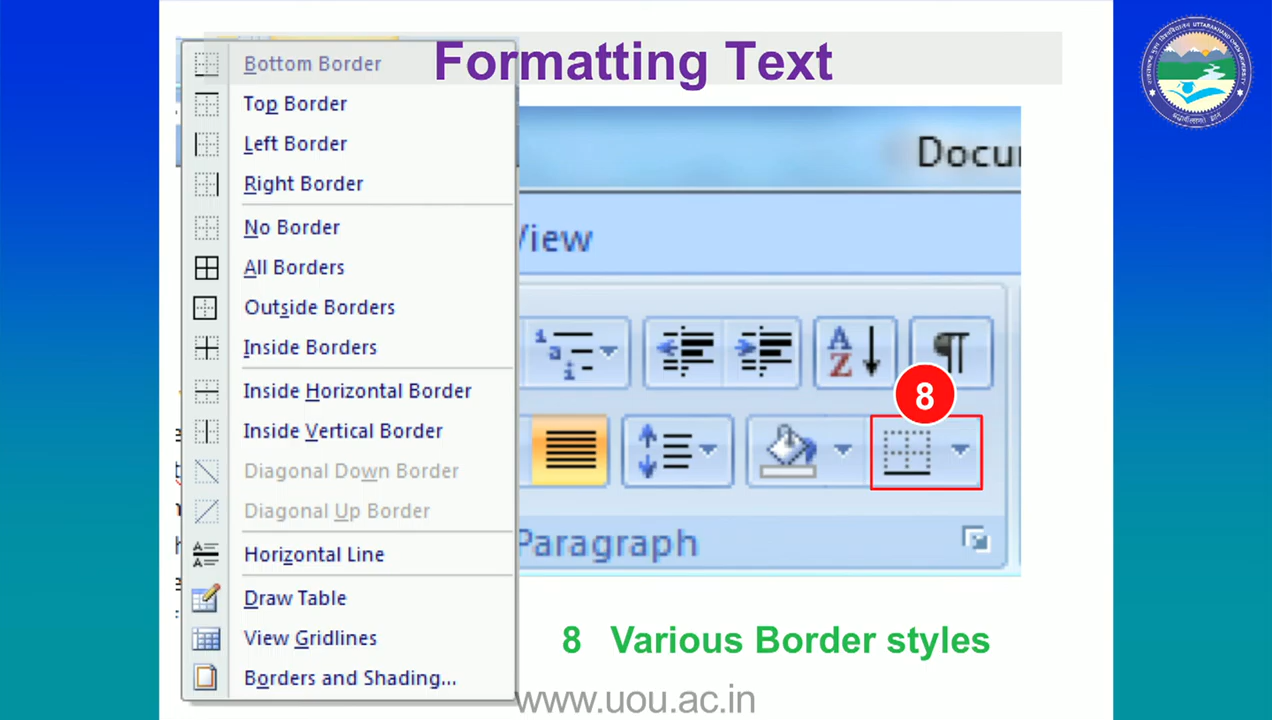 Formatting Text
Bottom Border
Top Border
Left Border
Right Border
No Border
All Borders
Outside Borders
Inside Borders
Inside Horizontal Border
Inside Vertical Border
Diagonal Down Border
Diagonal Up Border
Horizontal Line
Draw Table
View Gridlines
Borders and Shading...
Docu
View
A
Z
8
Paragraph
8 Various Border styles
www.uou.ac.in